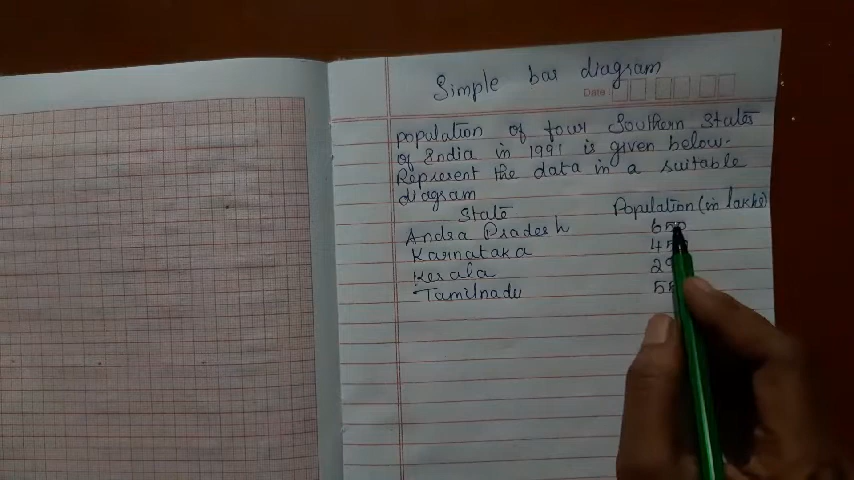 Simple bar diagram
Date
population of four Southern States
of India in 1991 is given below.
Represent the data in a suitable
diagram
State Population (in lakhs)
Andra Pradesh 650
Karnataka
Kerala
Tamilnadu